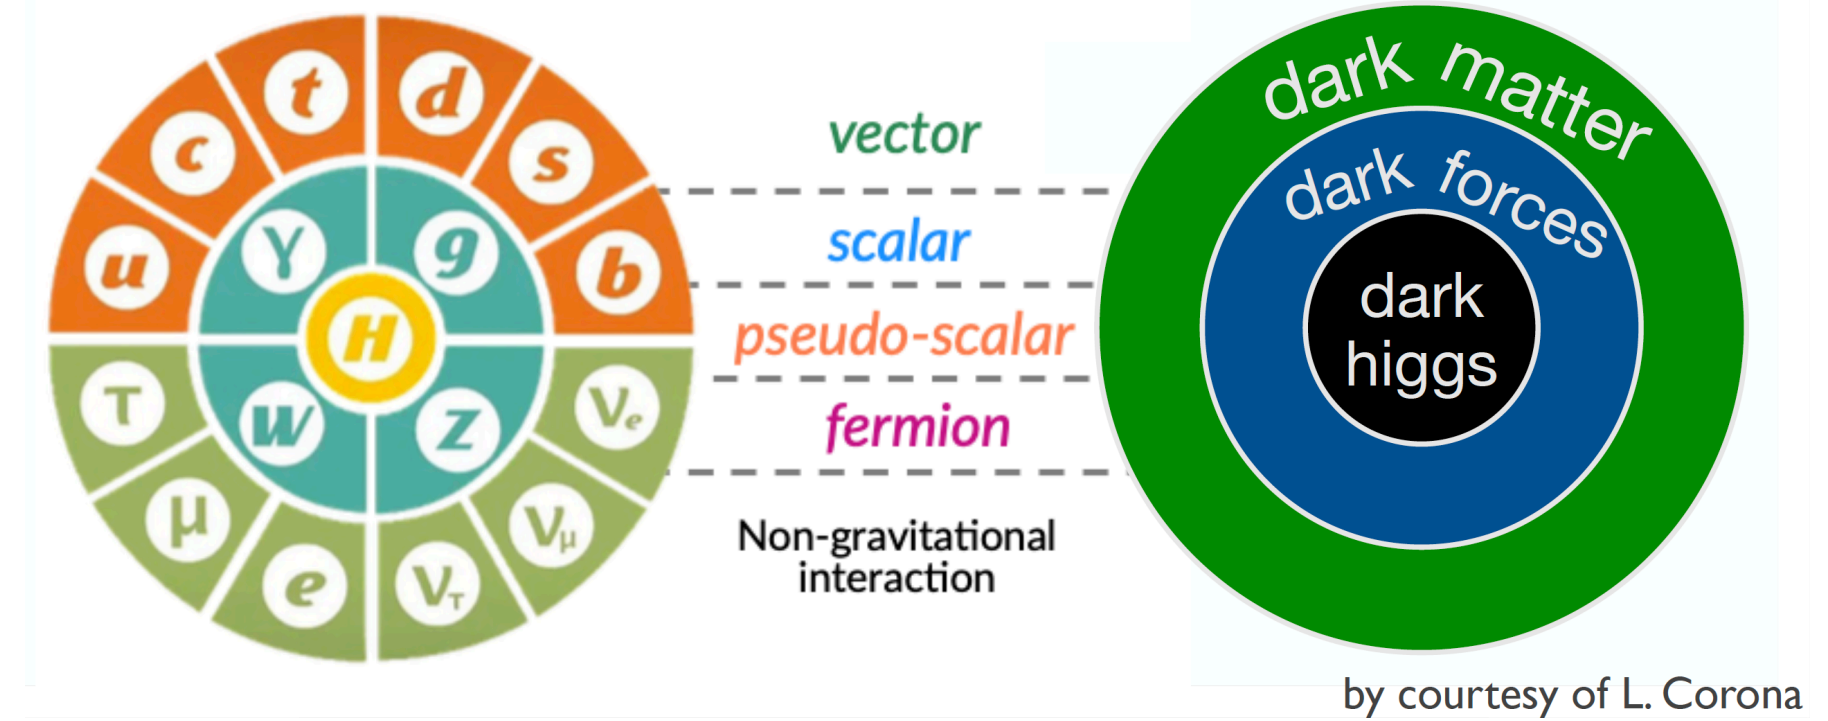 t
d
c
s
u
b
γ
g
H
W
Z
τ
νe
μ
νμ
e
ντ
vector
scalar
pseudo-scalar
fermion
Non-gravitational
interaction
dark matter
dark forces
dark
higgs
by courtesy of L. Corona